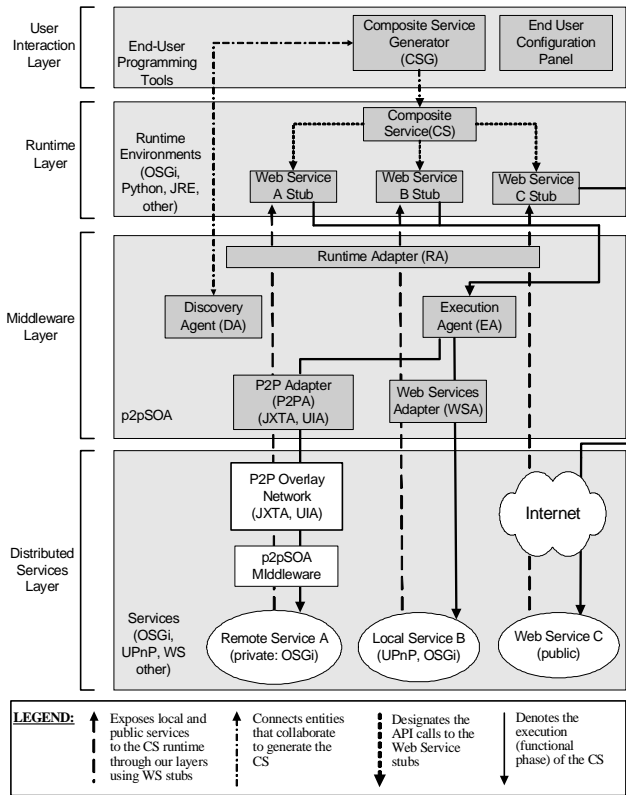 User
Interaction
Layer
End-User
Programming
Tools
Composite Service
Generator
(CSG)
End User
Configuration
Panel
Runtime
Layer
Runtime
Environments
(OSGi,
Python, JRE,
other)
Composite
Service(CS)
Web Service
A Stub
Web Service
B Stub
Web Service
C Stub
Middleware
Layer
Runtime Adapter (RA)
Discovery
Agent (DA)
Execution
Agent (EA)
P2P Adapter
(P2PA)
(JXTA, UIA)
Web Services
Adapter (WSA)
p2pSOA
Distributed
Services
Layer
P2P Overlay
Network
(JXTA, UIA)
Internet
p2pSOA
MIddleware
Services
(OSGi,
UPnP, WS
other)
Remote Service A
(private: OSGi)
Local Service B
(UPnP, OSGi)
Web Service C
(public)
LEGEND:
Exposes local and
public services
to the CS runtime
through our layers
using WS stubs
Connects entities
that collaborate
to generate the
CS
Designates the
API calls to the
Web Service
stubs
Denotes the
execution
(functional
phase) of the CS